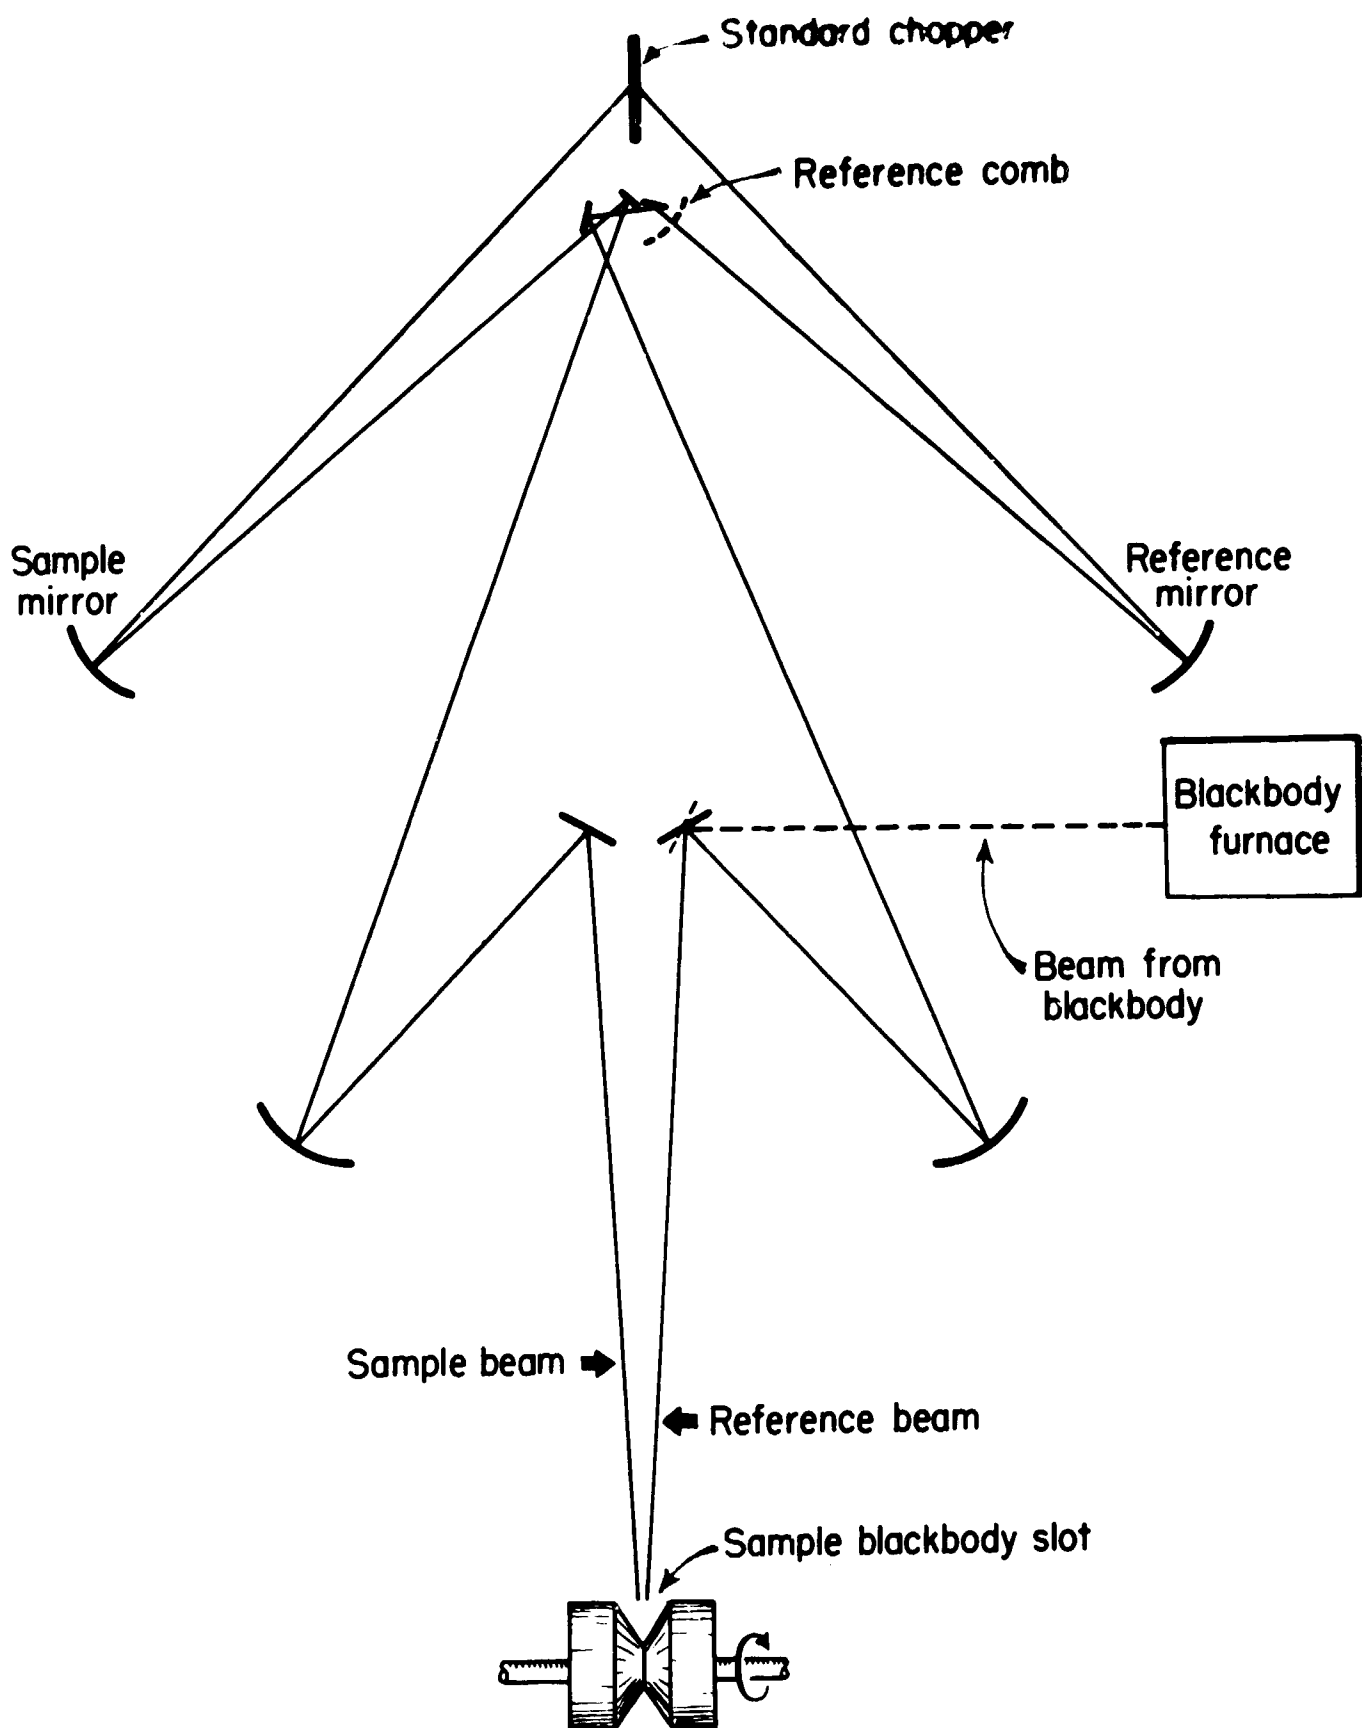 Standard chopper
Reference comb
Sample
mirror
Reference
mirror
Blackbody
furnace
Beam from
blackbody
Sample beam
Reference beam
Sample blackbody slot